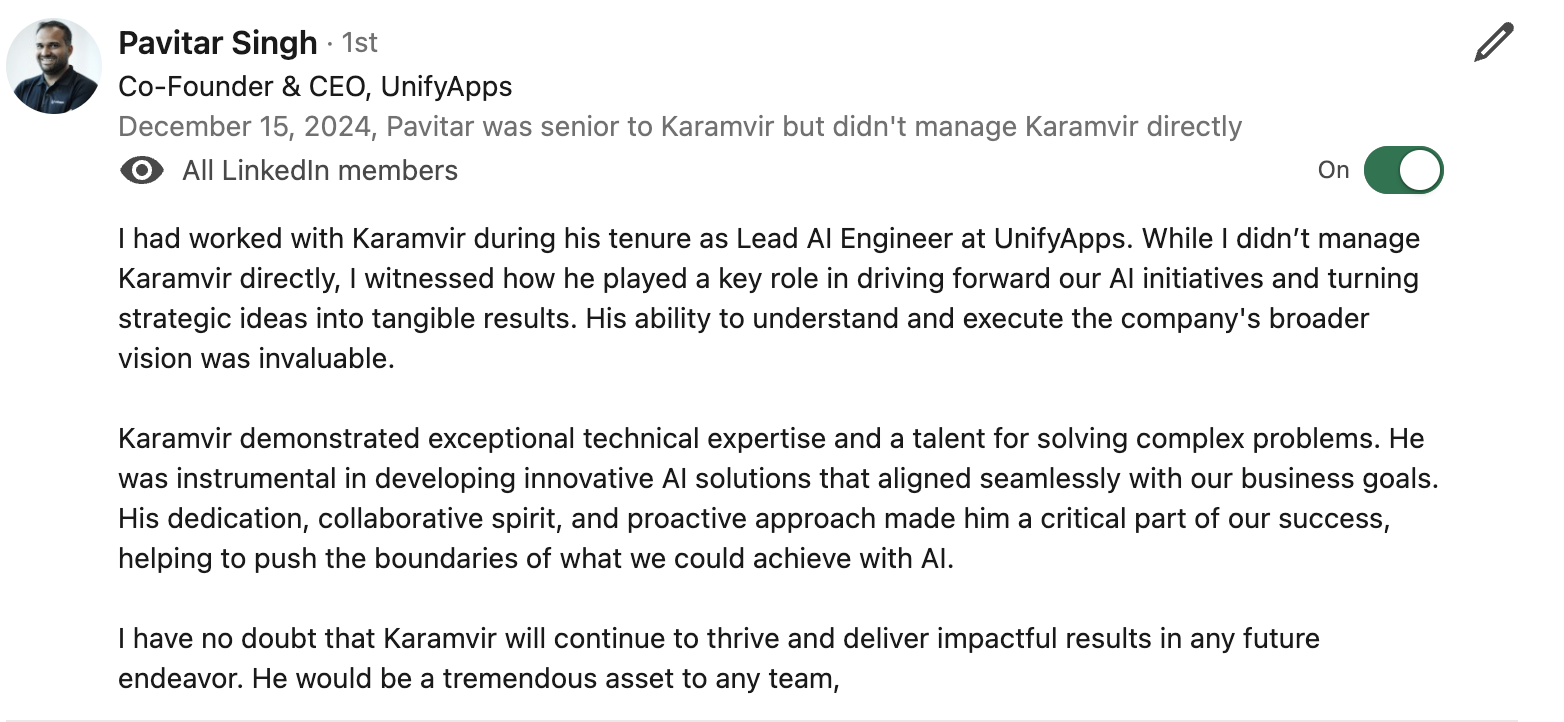 Pavitar Singh · 1st
Co-Founder & CEO, UnifyApps
December 15, 2024, Pavitar was senior to Karamvir but didn't manage Karamvir directly
All LinkedIn members
On
I had worked with Karamvir during his tenure as Lead AI Engineer at UnifyApps. While I didn’t manage
Karamvir directly, I witnessed how he played a key role in driving forward our AI initiatives and turning
strategic ideas into tangible results. His ability to understand and execute the company's broader
vision was invaluable.
Karamvir demonstrated exceptional technical expertise and a talent for solving complex problems. He
was instrumental in developing innovative AI solutions that aligned seamlessly with our business goals.
His dedication, collaborative spirit, and proactive approach made him a critical part of our success,
helping to push the boundaries of what we could achieve with AI.
I have no doubt that Karamvir will continue to thrive and deliver impactful results in any future
endeavor. He would be a tremendous asset to any team,